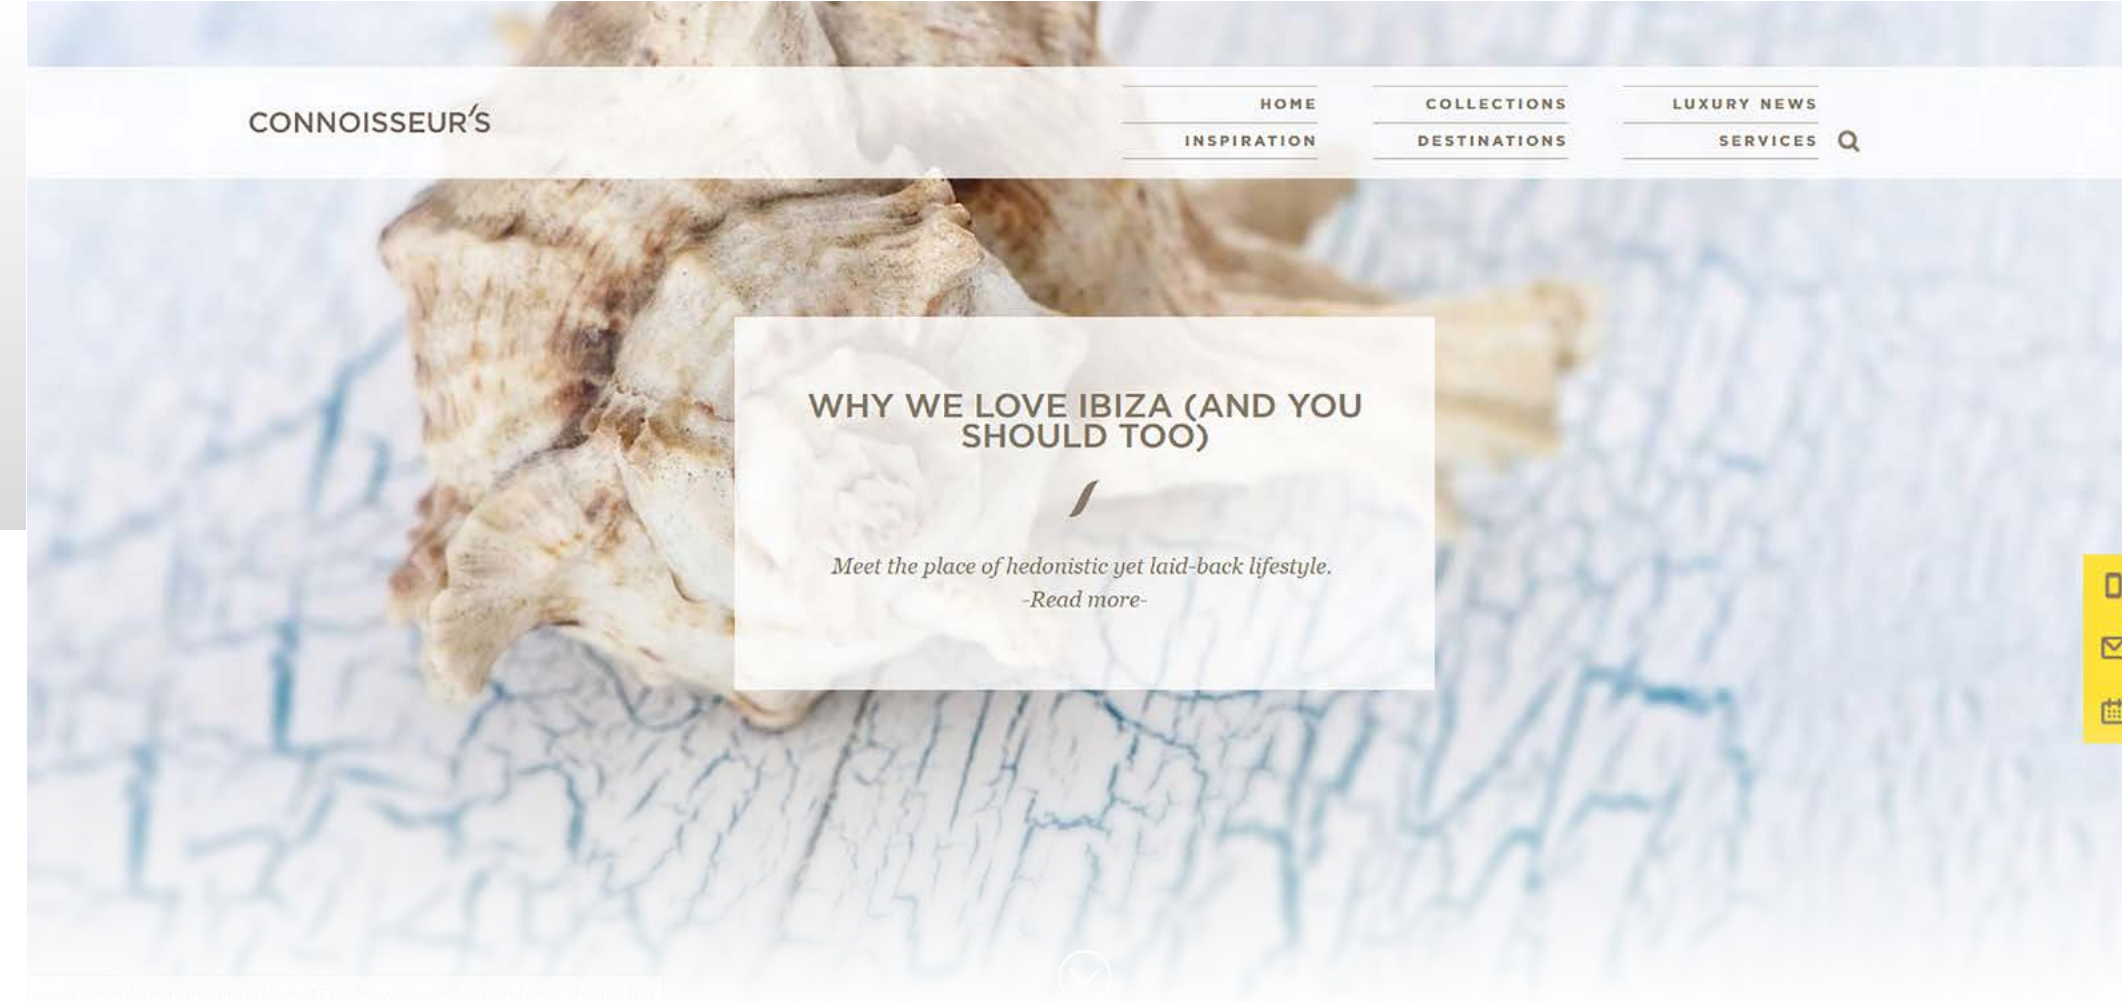 CONNOISSEUR'S
HOME
COLLECTIONS
LUXURY NEWS
INSPIRATION
DESTINATIONS
SERVICES
WHY WE LOVE IBIZA (AND YOU
SHOULD TOO)
Meet the place of hedonistic yet laid-back lifestyle.
-Read more-